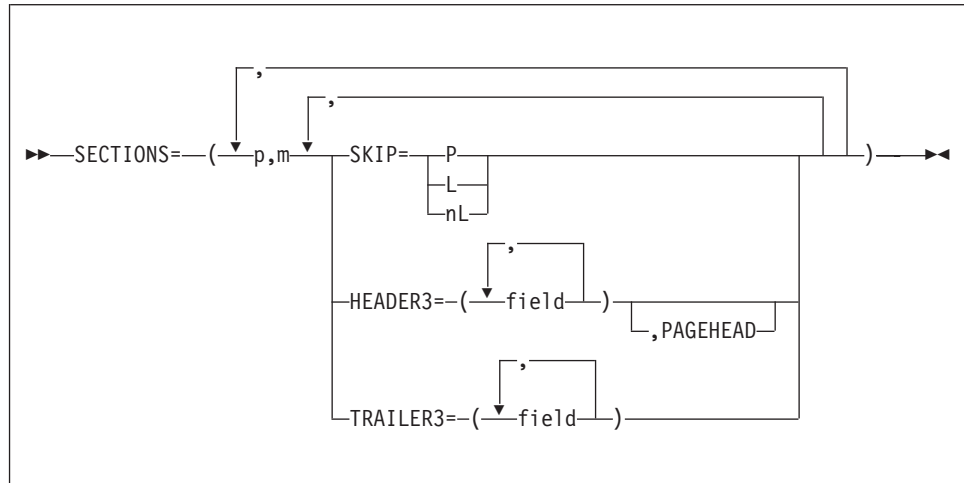 ,
,
SECTIONS= ( p,m SKIP= P )
L
nL
,
HEADER3= ( field )
,PAGEHEAD
,
TRAILER3= ( field )